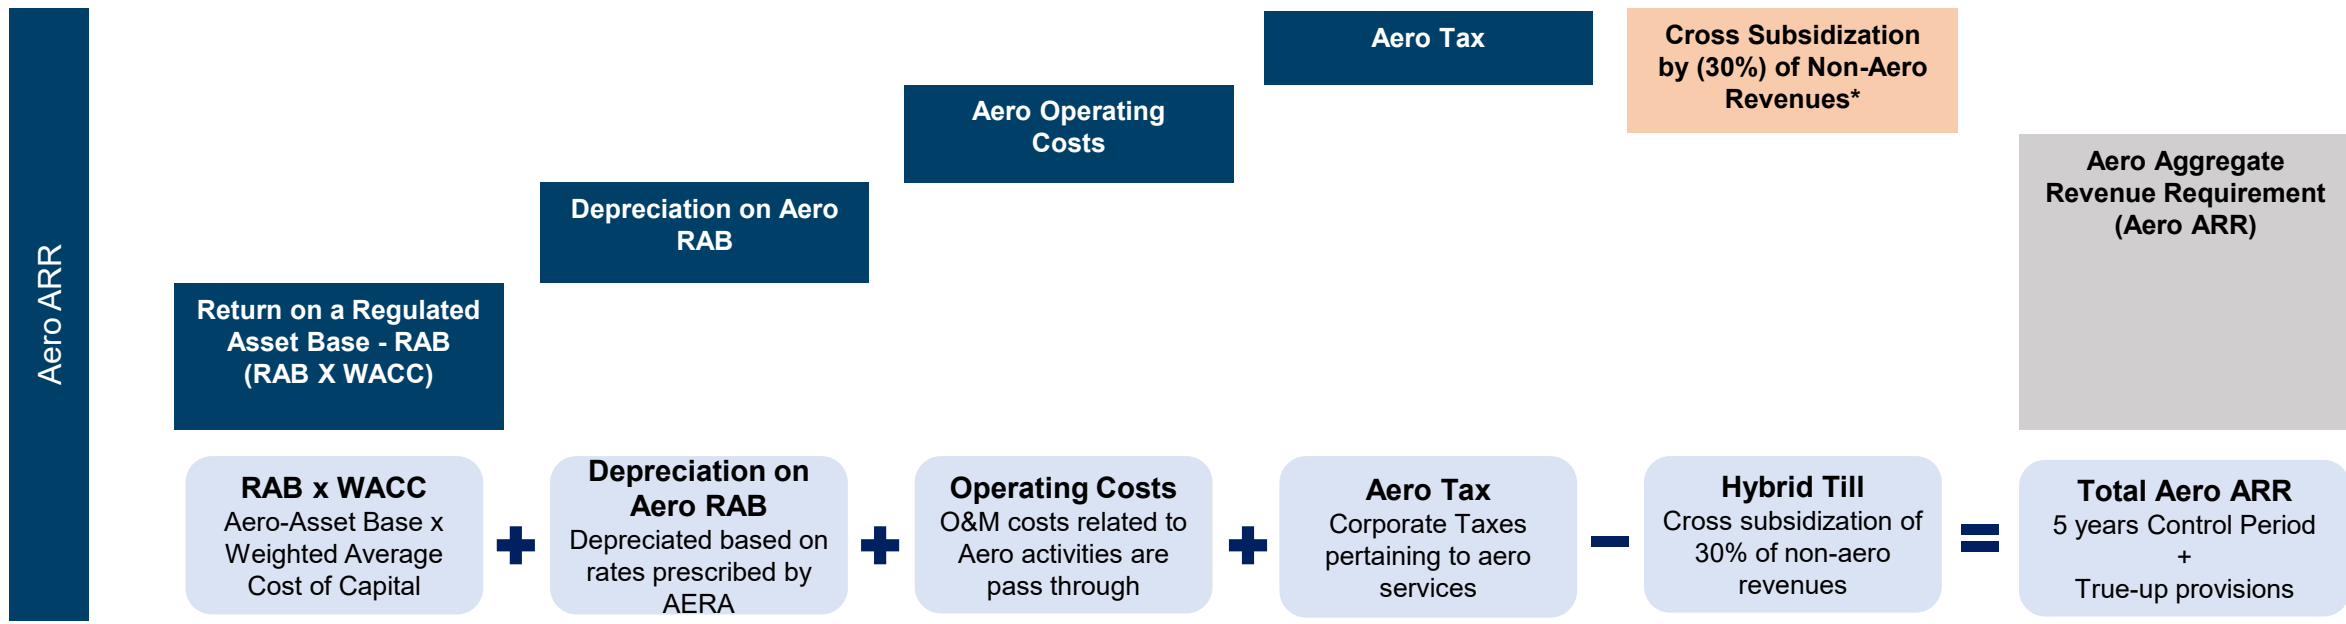 Aero ARR
Return on a Regulated
Asset Base - RAB
(RAB X WACC)
Depreciation on Aero
RAB
Aero Operating
Costs
Aero Tax
Cross Subsidization
by (30%) of Non-Aero
Revenues*
Aero Aggregate
Revenue Requirement
(Aero ARR)
RAB x WACC
Aero-Asset Base x
Weighted Average
Cost of Capital
+
Depreciation on
Aero RAB
Depreciated based on
rates prescribed by
AERA
+
Operating Costs
O&M costs related to
Aero activities are
pass through
+
Aero Tax
Corporate Taxes
pertaining to aero
services
−
Hybrid Till
Cross subsidization of
30% of non-aero
revenues
=
Total Aero ARR
5 years Control Period
+
True-up provisions